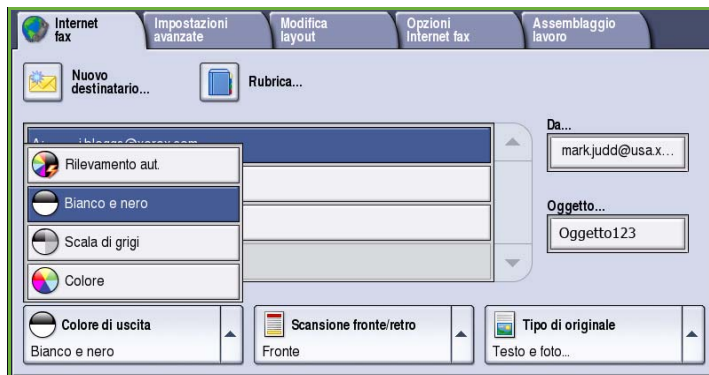 Internet
fax
Impostazioni
avanzate
Modifica
layout
Opzioni
Internet fax
Assemblaggio
lavoro
Nuovo
destinatario...
Rubrica...
Da...
mark.judd@usa.x...
Rilevamento aut.
Bianco e nero
Oggetto...
Oggetto123
Scala di grigi
Colore
Colore di uscita
Bianco e nero
Scansione fronte/retro
Fronte
Tipo di originale
Testo e foto...